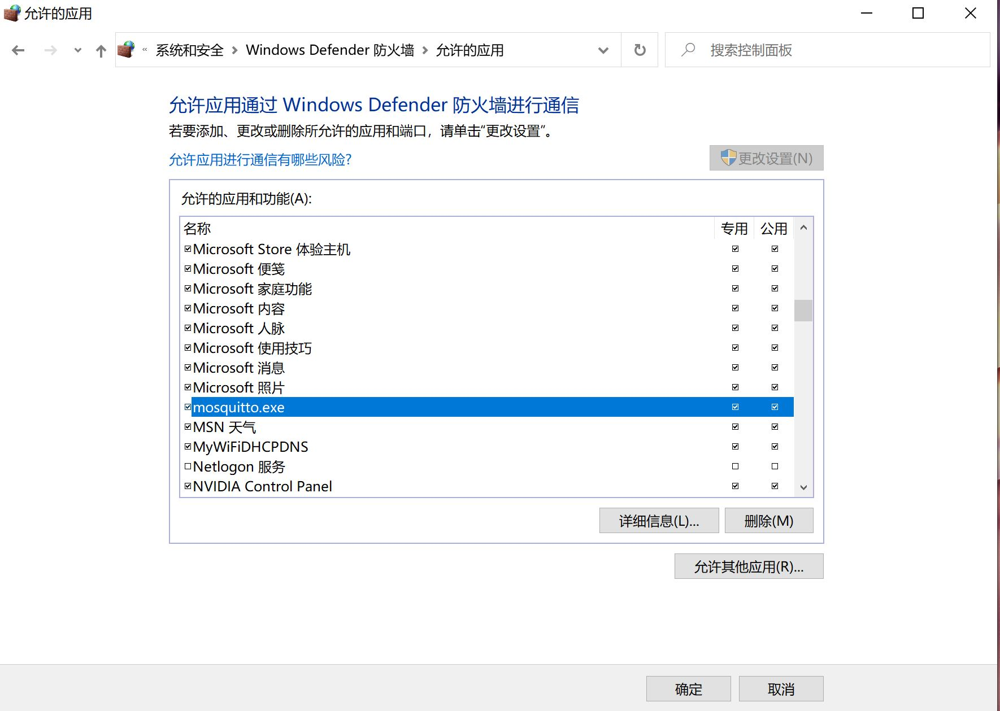 允许的应用
« 系统和安全 > Windows Defender 防火墙 > 允许的应用
搜索控制面板
允许应用通过 Windows Defender 防火墙进行通信
若要添加、更改或删除所允许的应用和端口，请单击“更改设置”。
允许应用进行通信有哪些风险?
更改设置(N)
允许的应用和功能(A):
名称 专用 公用
Microsoft Store 体验主机
Microsoft 便笺
Microsoft 家庭功能
Microsoft 内容
Microsoft 人脉
Microsoft 使用技巧
Microsoft 消息
Microsoft 照片
mosquitto.exe
MSN 天气
MyWiFiDHCPDNS
Netlogon 服务
NVIDIA Control Panel
详细信息(L)... 删除(M)
允许其他应用(R)...
确定 取消